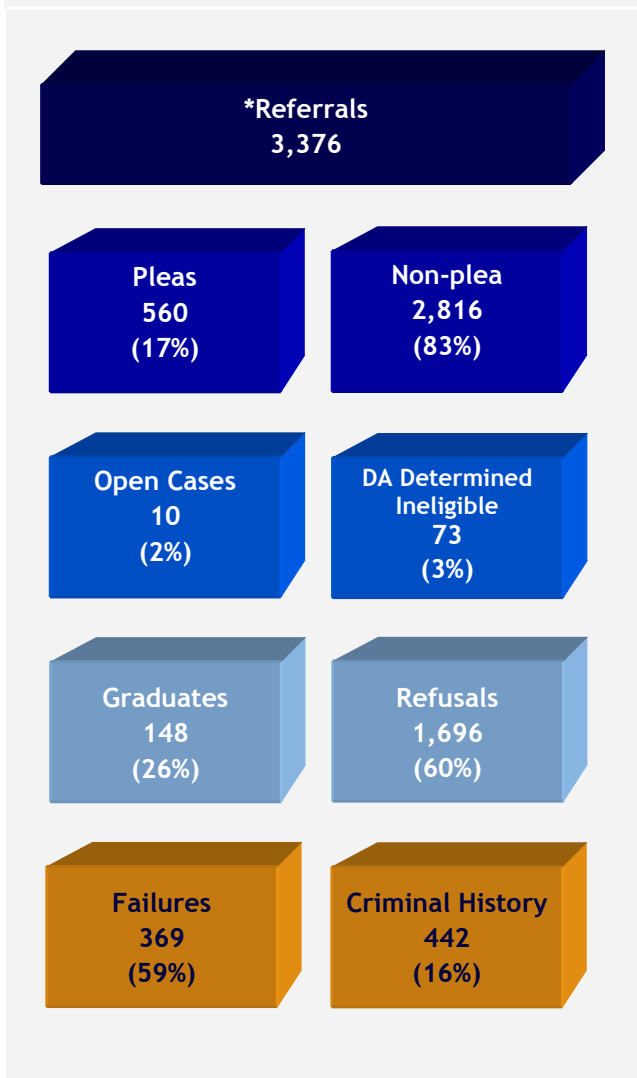 *Referrals
3,376
Pleas
560
(17%)
Non-plea
2,816
(83%)
Open Cases
10
(2%)
DA Determined
Ineligible
73
(3%)
Graduates
148
(26%)
Refusals
1,696
(60%)
Failures
369
(59%)
Criminal History
442
(16%)